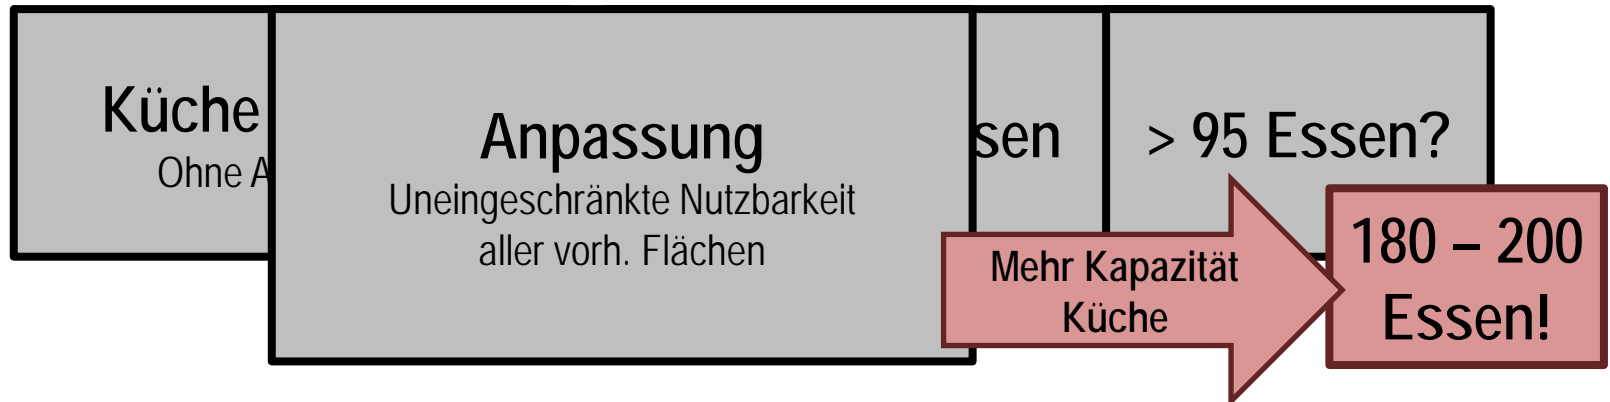 Küche
Ohne A
Anpassung
Uneingeschränkte Nutzbarkeit
aller vorh. Flächen
sen
> 95 Essen?
Mehr Kapazität
Küche
180 – 200
Essen!